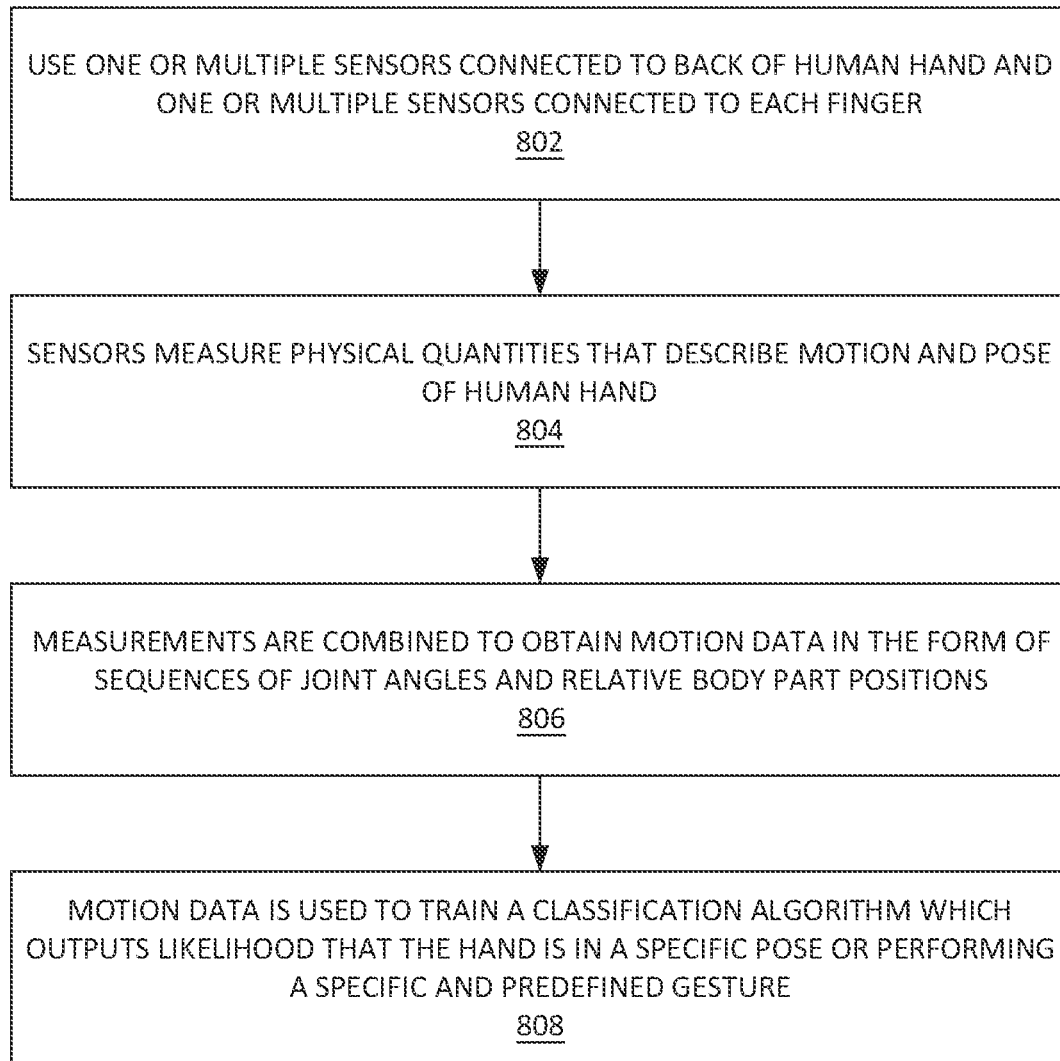 USE ONE OR MULTIPLE SENSORS CONNECTED TO BACK OF HUMAN HAND AND
ONE OR MULTIPLE SENSORS CONNECTED TO EACH FINGER
802
SENSORS MEASURE PHYSICAL QUANTITIES THAT DESCRIBE MOTION AND POSE
OF HUMAN HAND
804
MEASUREMENTS ARE COMBINED TO OBTAIN MOTION DATA IN THE FORM OF
SEQUENCES OF JOINT ANGLES AND RELATIVE BODY PART POSITIONS
806
MOTION DATA IS USED TO TRAIN A CLASSIFICATION ALGORITHM WHICH
OUTPUTS LIKELIHOOD THAT THE HAND IS IN A SPECIFIC POSE OR PERFORMING
A SPECIFIC AND PREDEFINED GESTURE
808